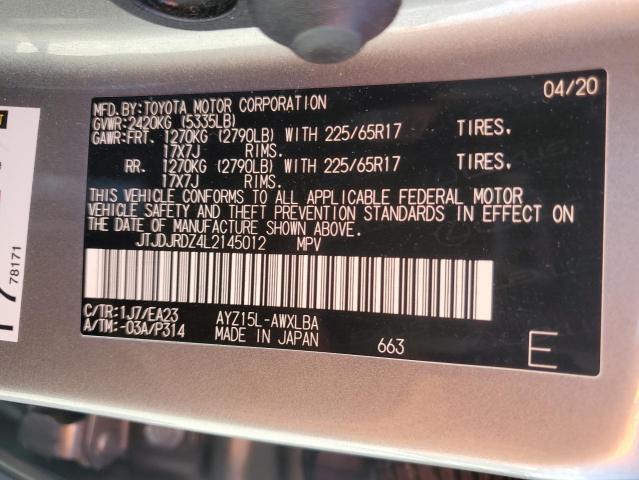 04/20
MFD.BY:TOYOTA MOTOR CORPORATION
GVWR:2420KG (5335LB)
GAWR:FRT. 1270KG (2790LB) WITH 225/65R17 TIRES,
17X7J RIMS.
RR. 1270KG (2790LB) WITH 225/65R17 TIRES,
17X7J RIMS.
THIS VEHICLE CONFORMS TO ALL APPLICABLE FEDERAL MOTOR
VEHICLE SAFETY AND THEFT PREVENTION STANDARDS IN EFFECT ON
THE DATE OF MANUFACTURE SHOWN ABOVE.
JTJDJRDZ4L2145012 MPV
C/TR:1J7/EA23 AYZ15L-AWXLBA
A/TM:-03A/P314 MADE IN JAPAN 663
E
78171